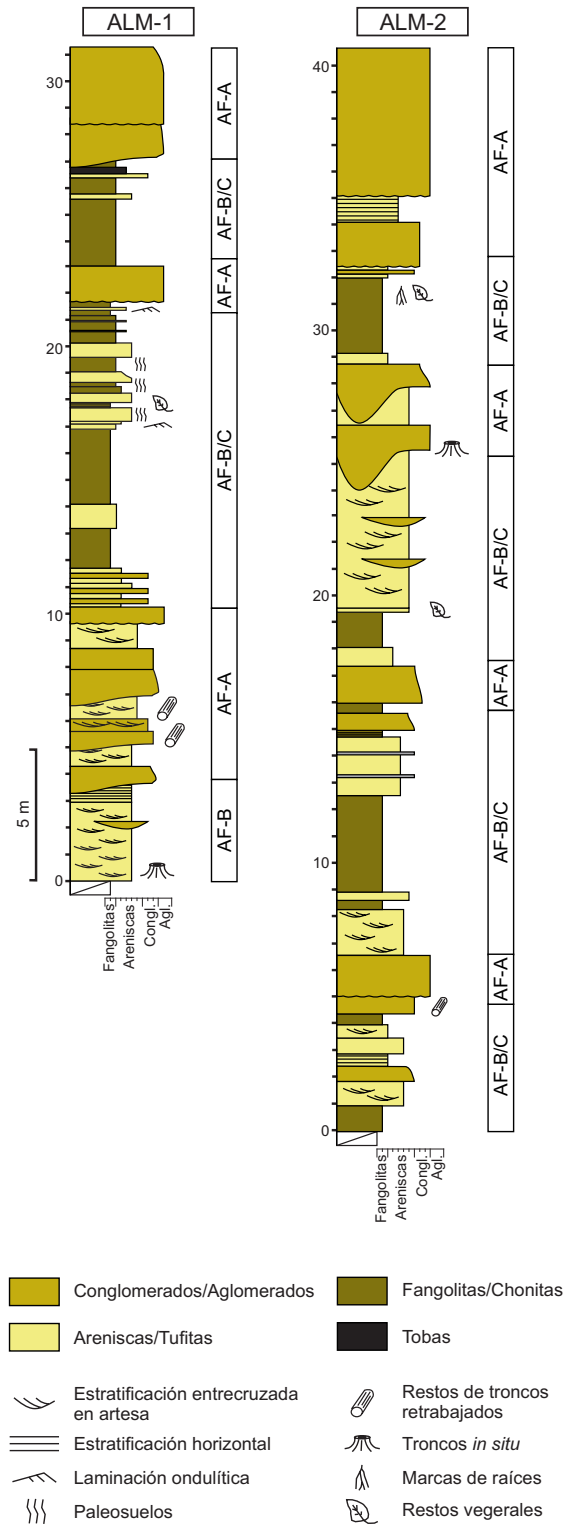 ALM-1
ALM-2
30
20
10
0
5 m
AF-A
AF-B/C
AF-A
AF-B/C
AF-A
AF-B
Fangolitas
Areniscas
Congl.
Agl.
40
30
20
10
0
AF-A
AF-B/C
AF-A
AF-B/C
AF-A
AF-B/C
AF-A
AF-B/C
Fangolitas
Areniscas
Congl.
Agl.
Conglomerados/Aglomerados
Fangolitas/Chonitas
Areniscas/Tufitas
Tobas
Estratificación entrecruzada
en artesa
Restos de troncos
retrabajados
Estratificación horizontal
Troncos in situ
Laminación ondulítica
Marcas de raíces
Paleosuelos
Restos vegerales